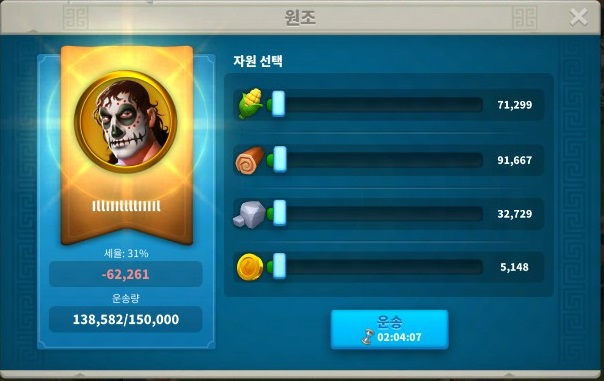 원조
자원 선택
71,299
91,667
32,729
5,148
세율: 31%
-62,261
운송량
138,582/150,000
운송
02:04:07